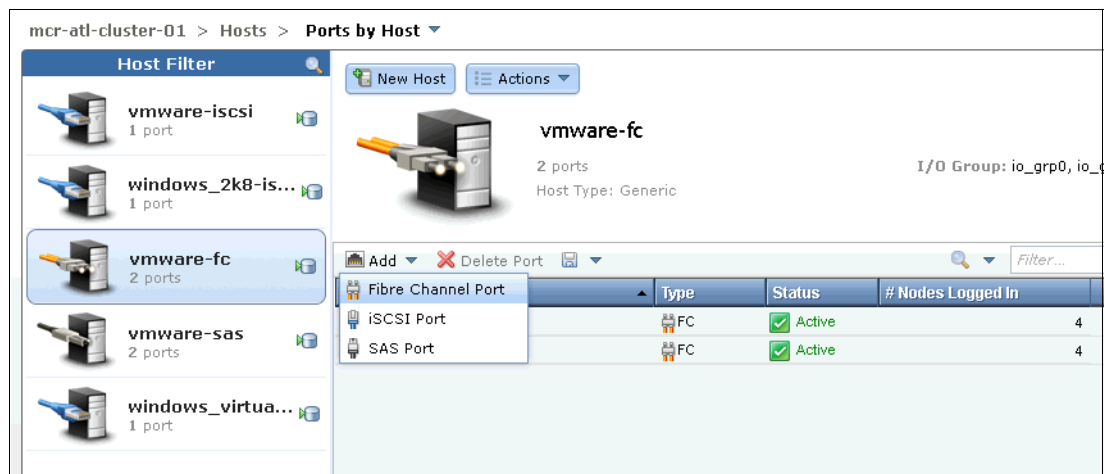 mcr-atl-cluster-01 > Hosts > Ports by Host
Host Filter
vmware-iscsi
1 port
windows_2k8-is...
1 port
vmware-fc
2 ports
vmware-sas
2 ports
windows_virtua...
1 port
New Host
Actions
vmware-fc
2 ports
Host Type: Generic
I/O Group: io_grp0, io_g
Add
Delete Port
Filter...
Fibre Channel Port
iSCSI Port
SAS Port
Type
Status
# Nodes Logged In
FC
Active
4
FC
Active
4